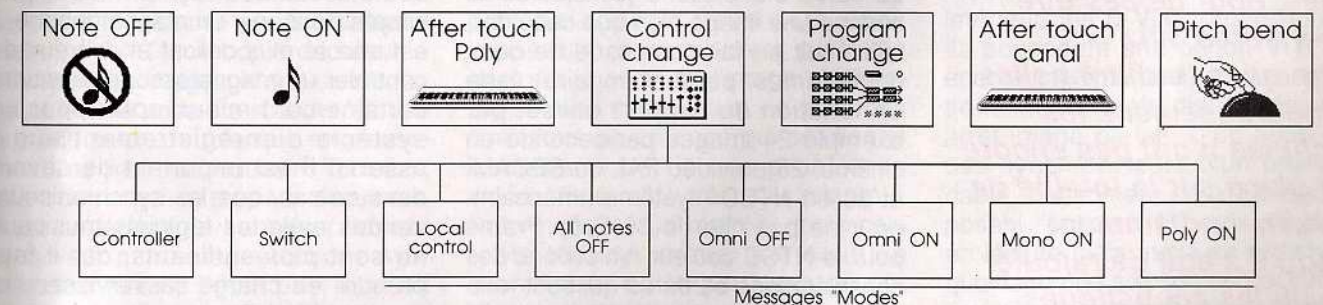 Note OFF
Note ON
After touch
Poly
Control
change
Program
change
After touch
canal
Pitch bend
Controller
Switch
Local
control
All notes
OFF
Omni OFF
Omni ON
Mono ON
Poly ON
Messages "Modes"